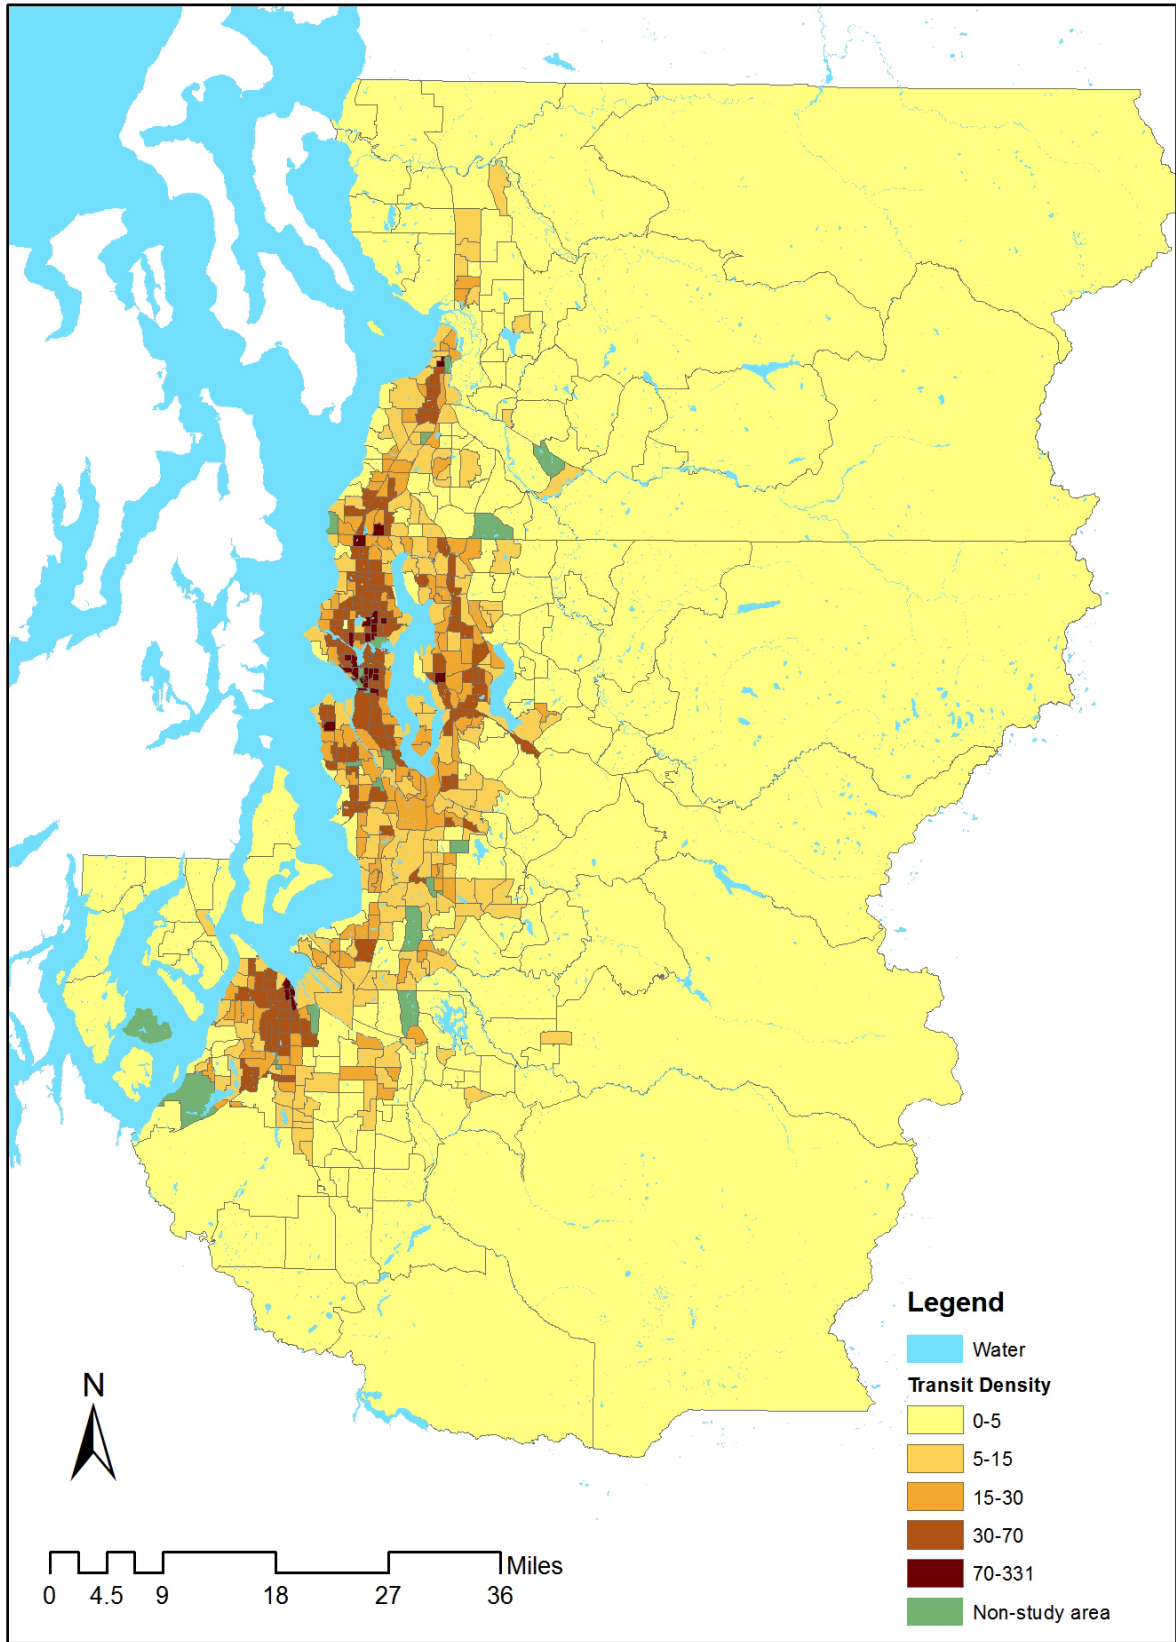 Legend
Water
Transit Density
0-5
5-15
15-30
30-70
70-331
Non-study area
N
Miles
0 4.5 9 18 27 36